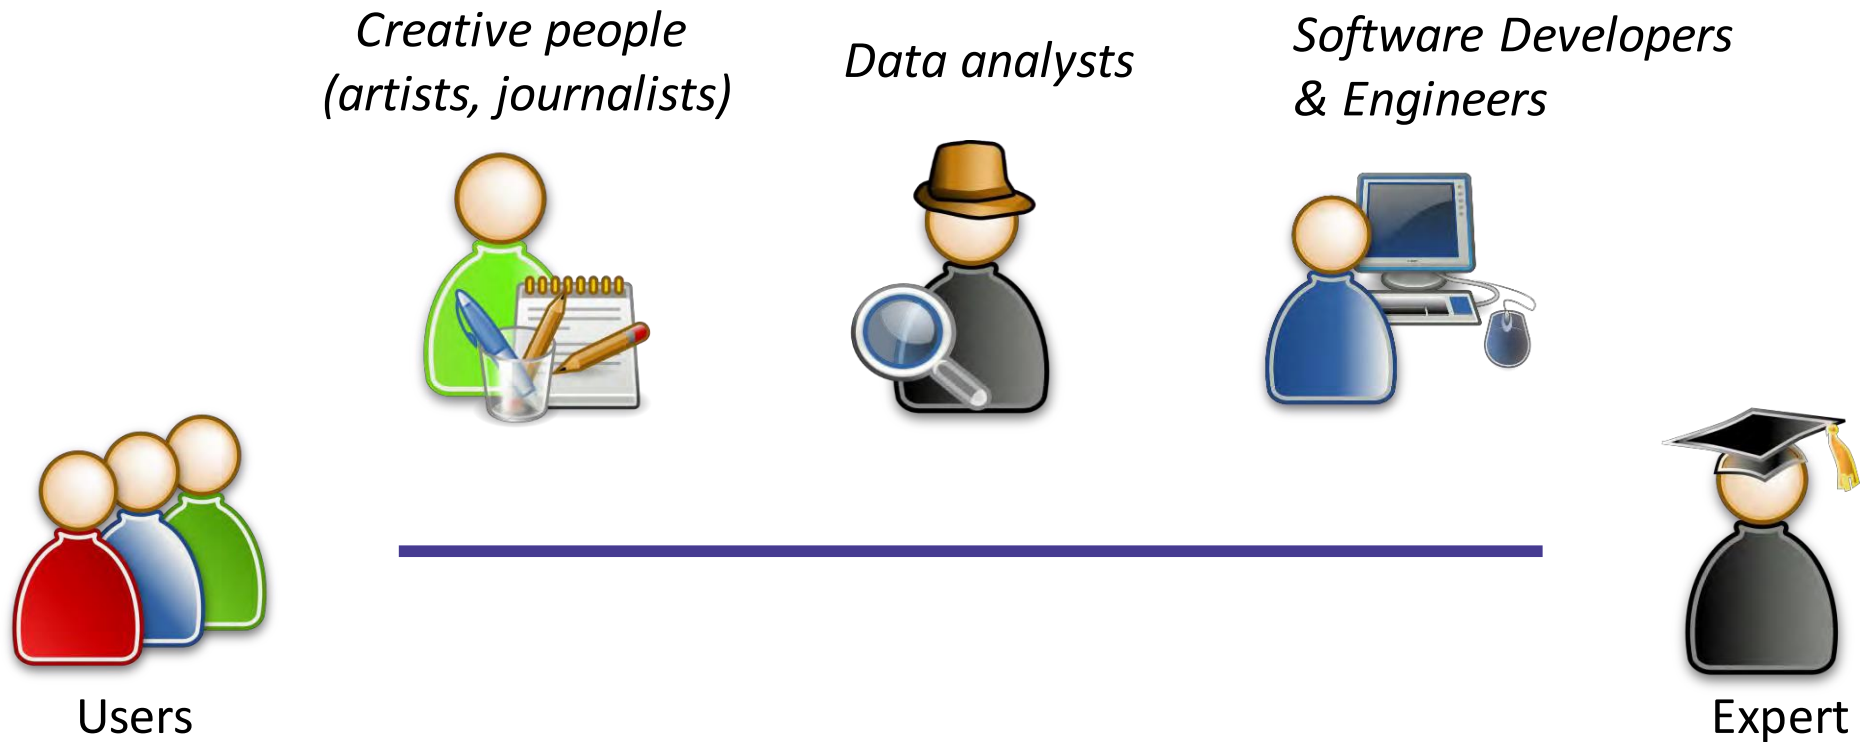 Creative people
(artists, journalists)
Data analysts
Software Developers
& Engineers
Users
Expert